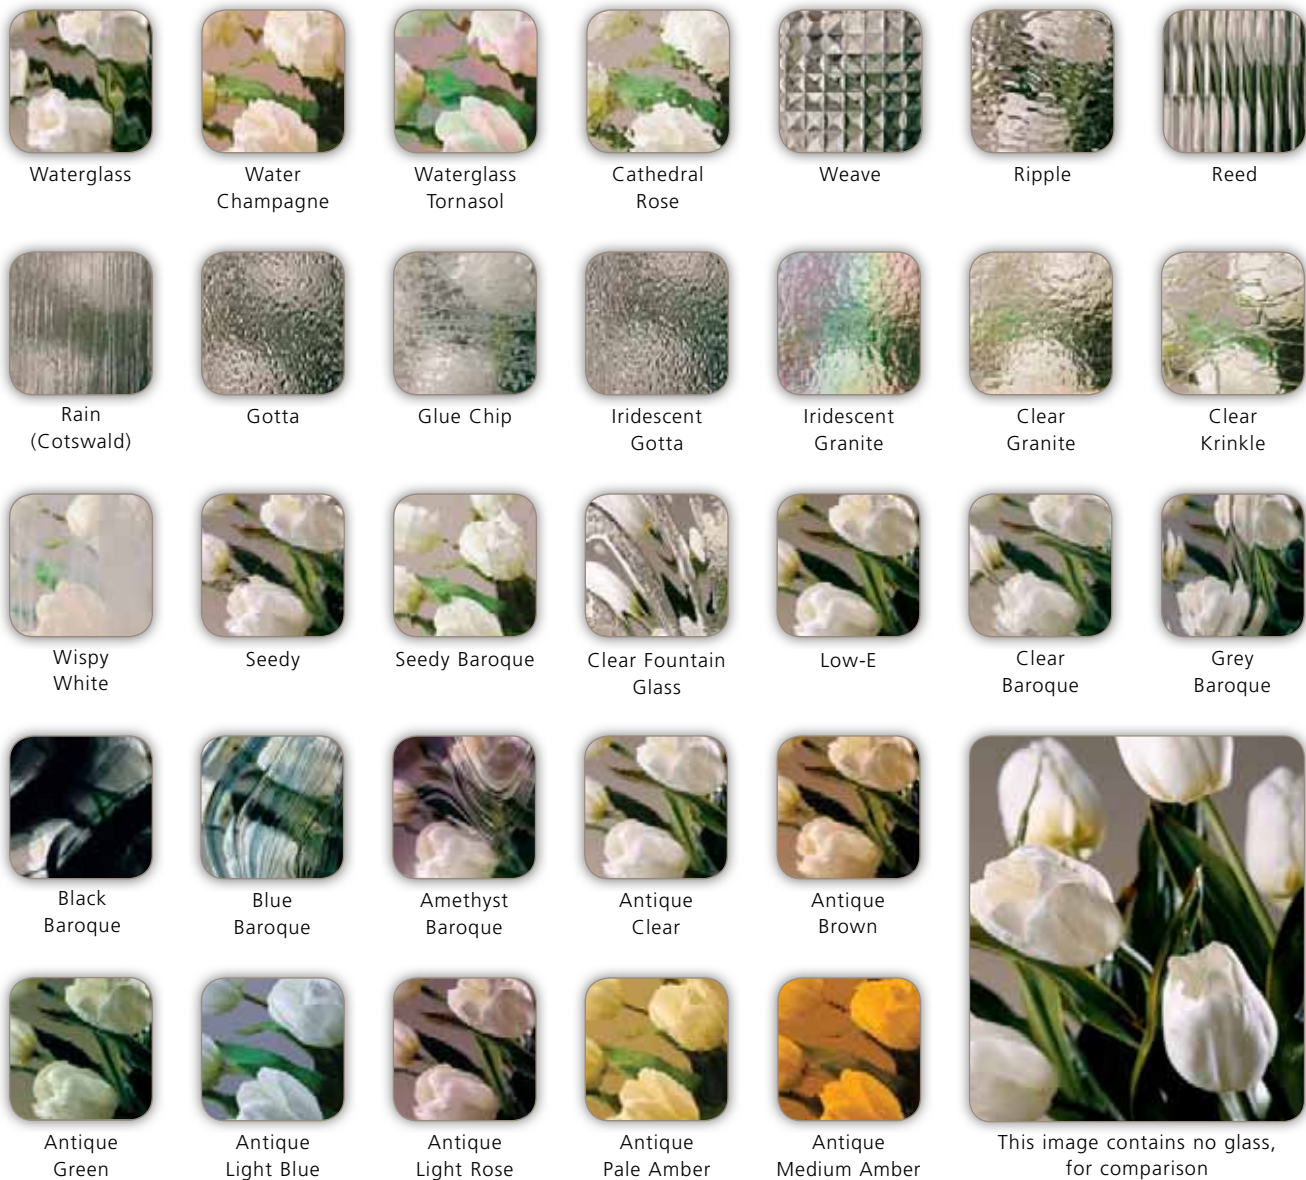 Waterglass
Water
Champagne
Waterglass
Tornasol
Cathedral
Rose
Weave
Ripple
Reed
Rain
(Cotswald)
Gotta
Glue Chip
Iridescent
Gotta
Iridescent
Granite
Clear
Granite
Clear
Krinkle
Wispy
White
Seedy
Seedy Baroque
Clear Fountain
Glass
Low-E
Clear
Baroque
Grey
Baroque
Black
Baroque
Blue
Baroque
Amethyst
Baroque
Antique
Clear
Antique
Brown
Antique
Green
Antique
Light Blue
Antique
Light Rose
Antique
Pale Amber
Antique
Medium Amber
This image contains no glass,
for comparison